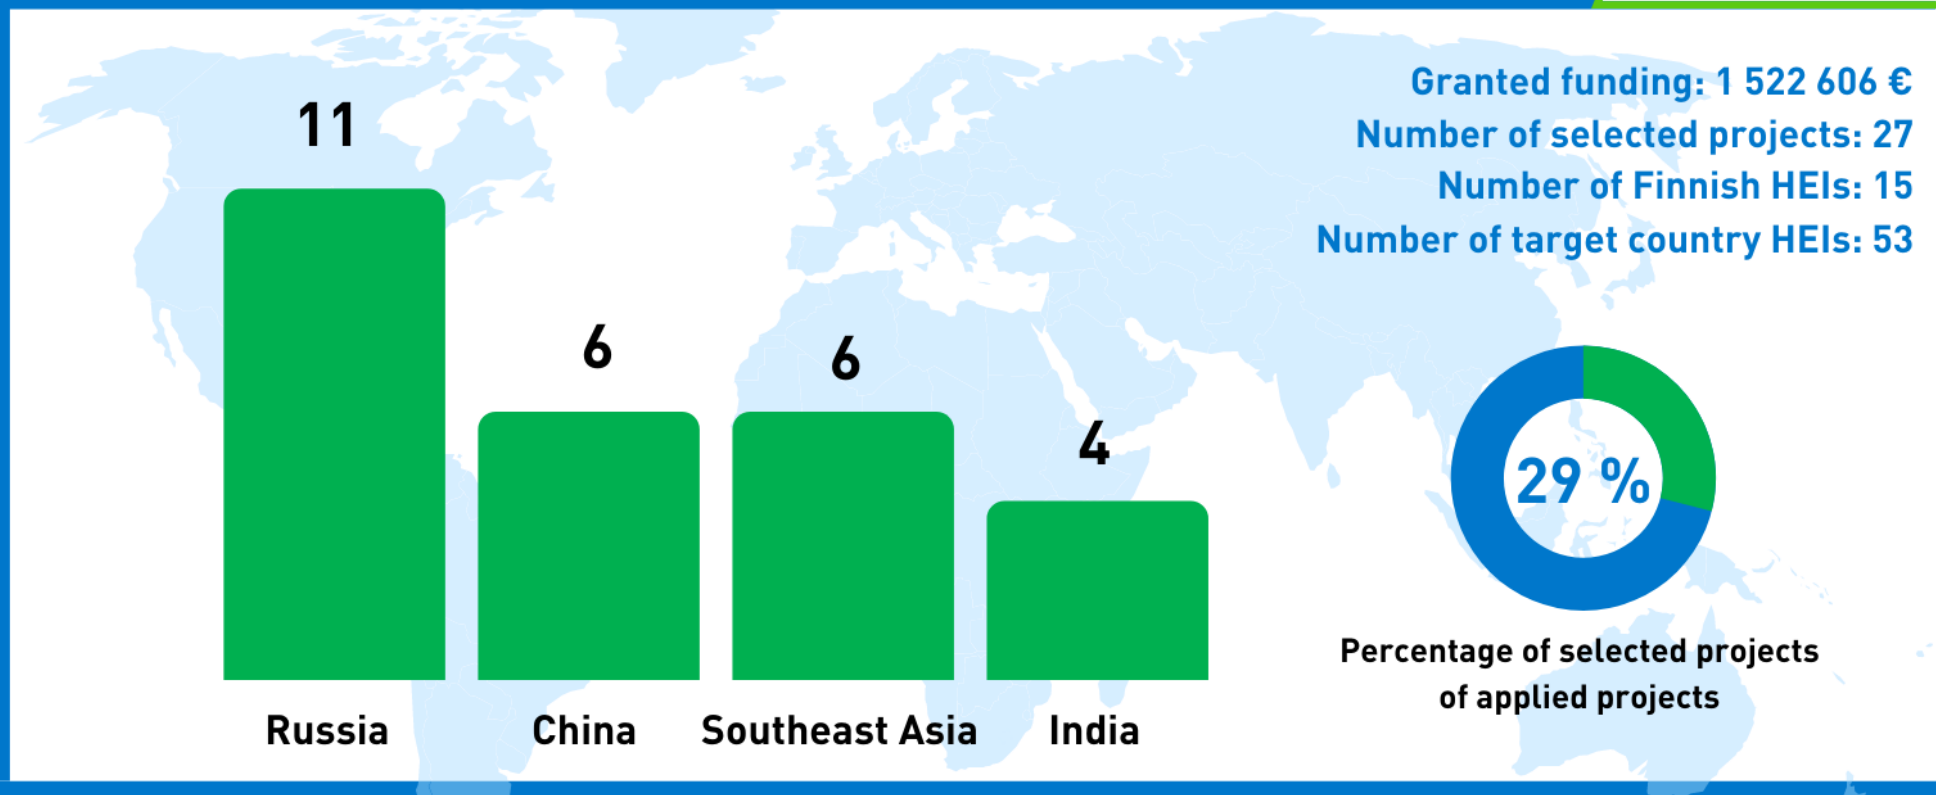 Granted funding: 1 522 606 €
Number of selected projects: 27
Number of Finnish HEIs: 15
Number of target country HEIs: 53
11
6
6
4
Russia
China
Southeast Asia
India
29 %
Percentage of selected projects
of applied projects